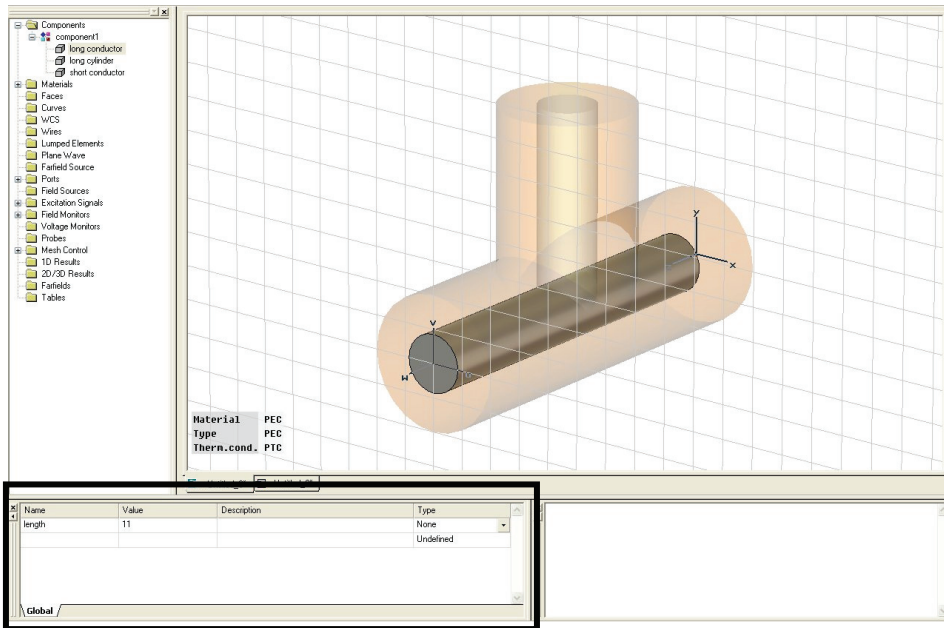 Components
component1
long conductor
long cylinder
short conductor
Materials
Faces
Curves
WCS
Wires
Lumped Elements
Plane Wave
Farfield Source
Ports
Field Sources
Excitation Signals
Field Monitors
Voltage Monitors
Probes
Mesh Control
1D Results
2D/3D Results
Farfields
Tables
y
x
v
w
Material PEC
Type PEC
Therm.cond. PTC
Name Value Description Type
length 11 None
Undefined
Global